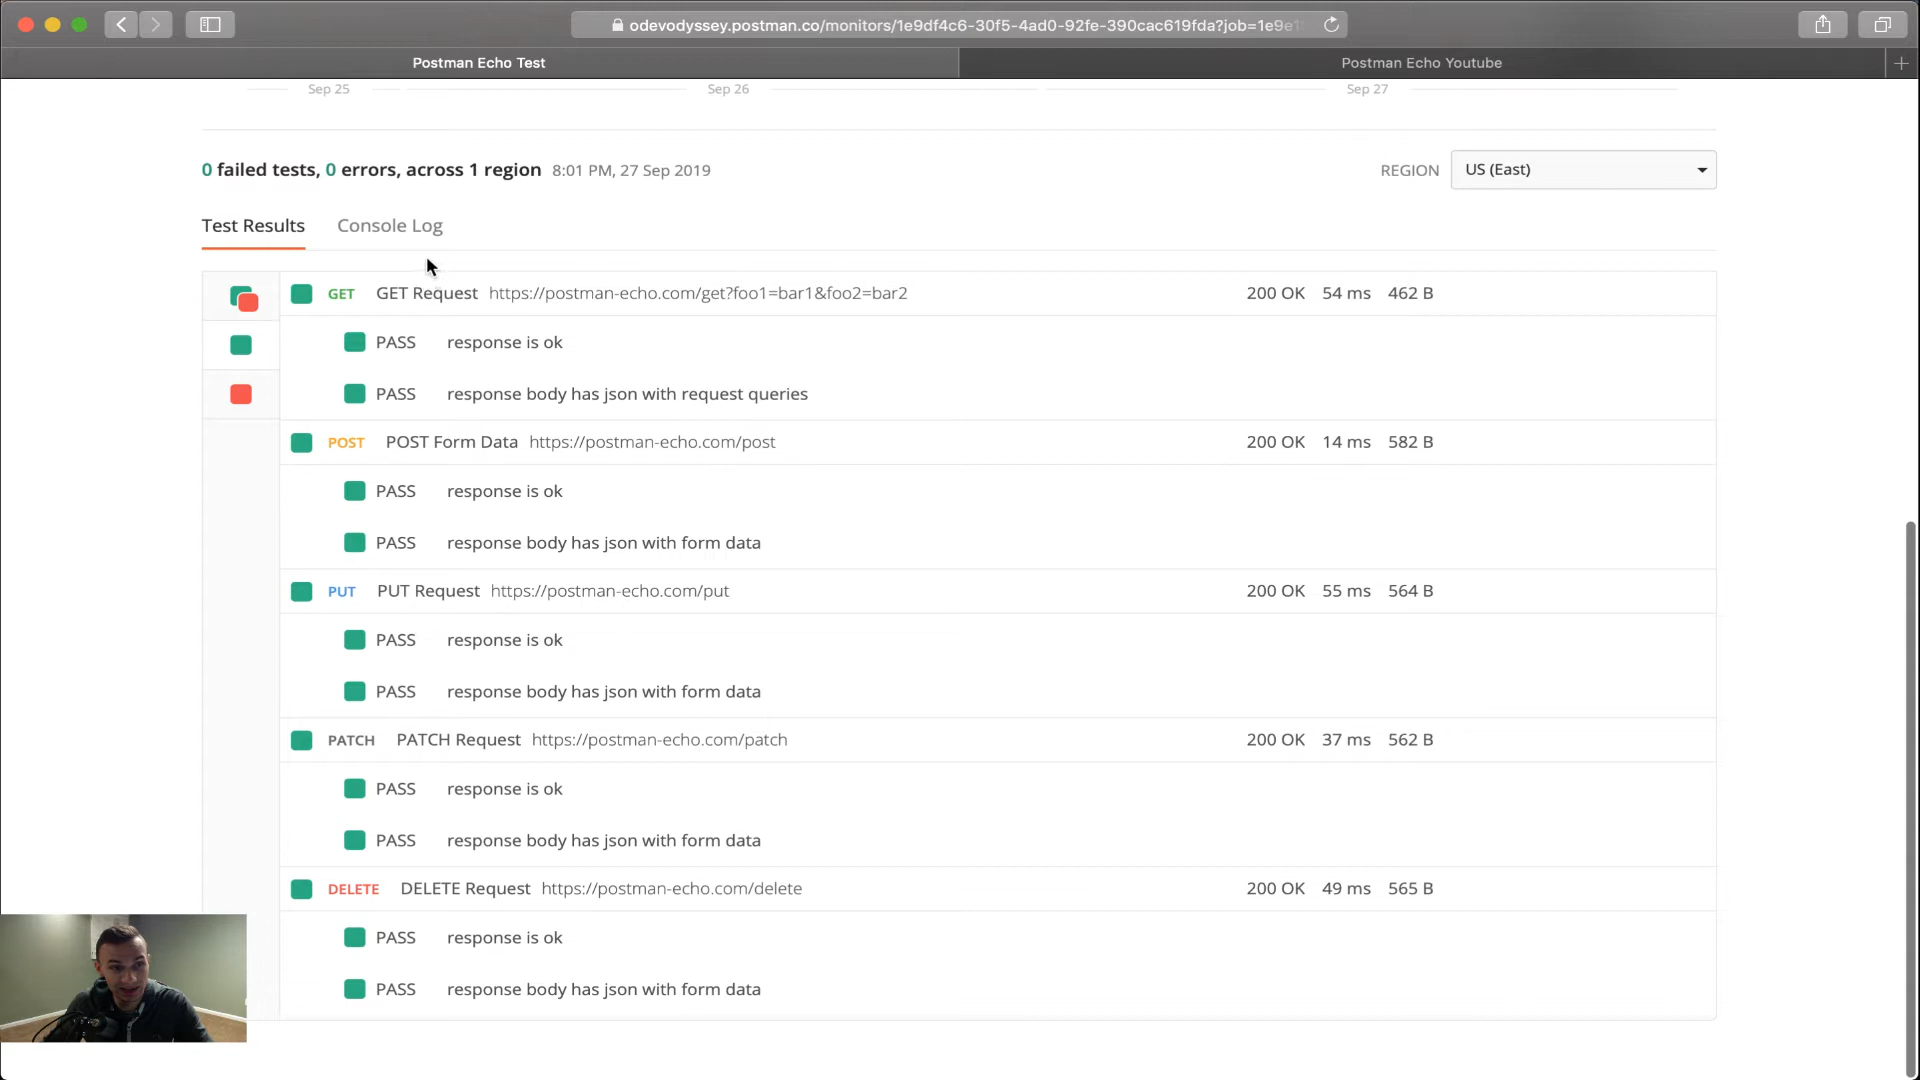 odevodyssey.postman.co/monitors/1e9df4c6-30f5-4ad0-92fe-390cac619fda?job=1e9e1
Postman Echo Test
Postman Echo Youtube
Sep 25
Sep 26
Sep 27
0 failed tests, 0 errors, across 1 region 8:01 PM, 27 Sep 2019
REGION US (East)
Test Results Console Log
GET GET Request https://postman-echo.com/get?foo1=bar1&foo2=bar2 200 OK 54 ms 462 B
PASS response is ok
PASS response body has json with request queries
POST POST Form Data https://postman-echo.com/post 200 OK 14 ms 582 B
PASS response is ok
PASS response body has json with form data
PUT PUT Request https://postman-echo.com/put 200 OK 55 ms 564 B
PASS response is ok
PASS response body has json with form data
PATCH PATCH Request https://postman-echo.com/patch 200 OK 37 ms 562 B
PASS response is ok
PASS response body has json with form data
DELETE DELETE Request https://postman-echo.com/delete 200 OK 49 ms 565 B
PASS response is ok
PASS response body has json with form data